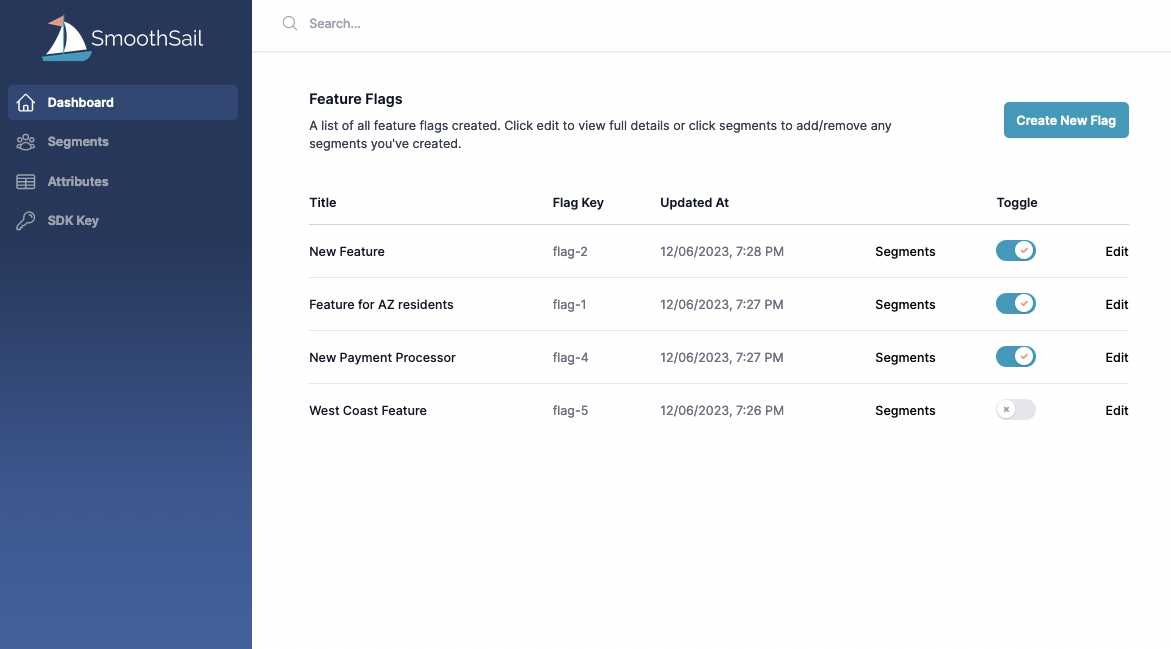 SmoothSail
Search...
Dashboard
Segments
Attributes
SDK Key
Feature Flags
A list of all feature flags created. Click edit to view full details or click segments to add/remove any
segments you've created.
Create New Flag
Title Flag Key Updated At Toggle
New Feature flag-2 12/06/2023, 7:28 PM Segments Edit
Feature for AZ residents flag-1 12/06/2023, 7:27 PM Segments Edit
New Payment Processor flag-4 12/06/2023, 7:27 PM Segments Edit
West Coast Feature flag-5 12/06/2023, 7:26 PM Segments Edit